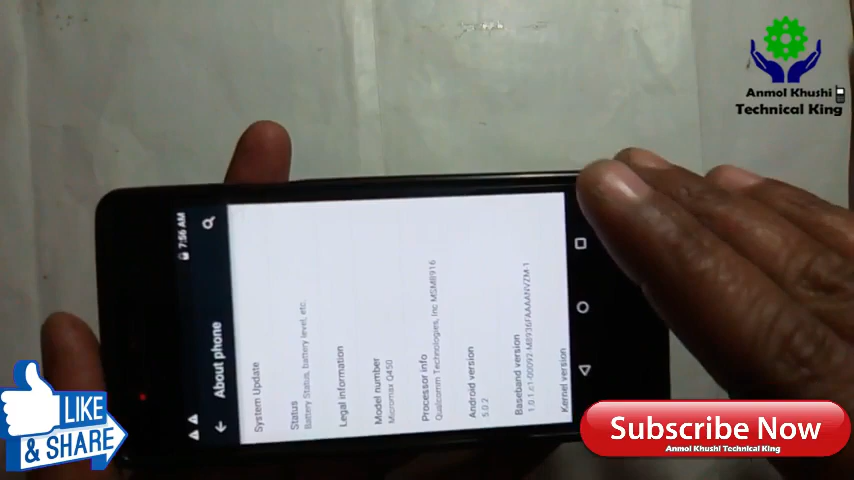 Anmol Khushi
Technical King
7:56 AM
About phone
System Update
Status
Battery Status, battery level, etc.
Legal information
Model number
Micromax Q450
Processor info
Qualcomm Technologies, Inc MSM8916
Android version
5.0.2
Baseband version
Kernel version
LIKE
& SHARE
Subscribe Now
Anmol Khushi Technical King